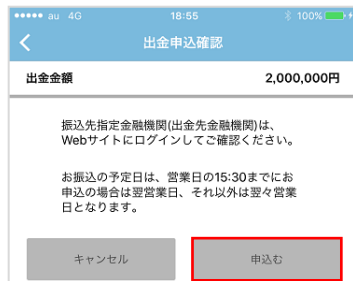 au 4G 18:55 100%
出金申込確認
出金金額 2,000,000円
振込先指定金融機関(出金先金融機関)は、
Webサイトにログインしてご確認ください。
お振込の予定日は、営業日の15:30までにお
申込の場合は翌営業日、それ以外は翌々営業
日となります。
キャンセル 申込む